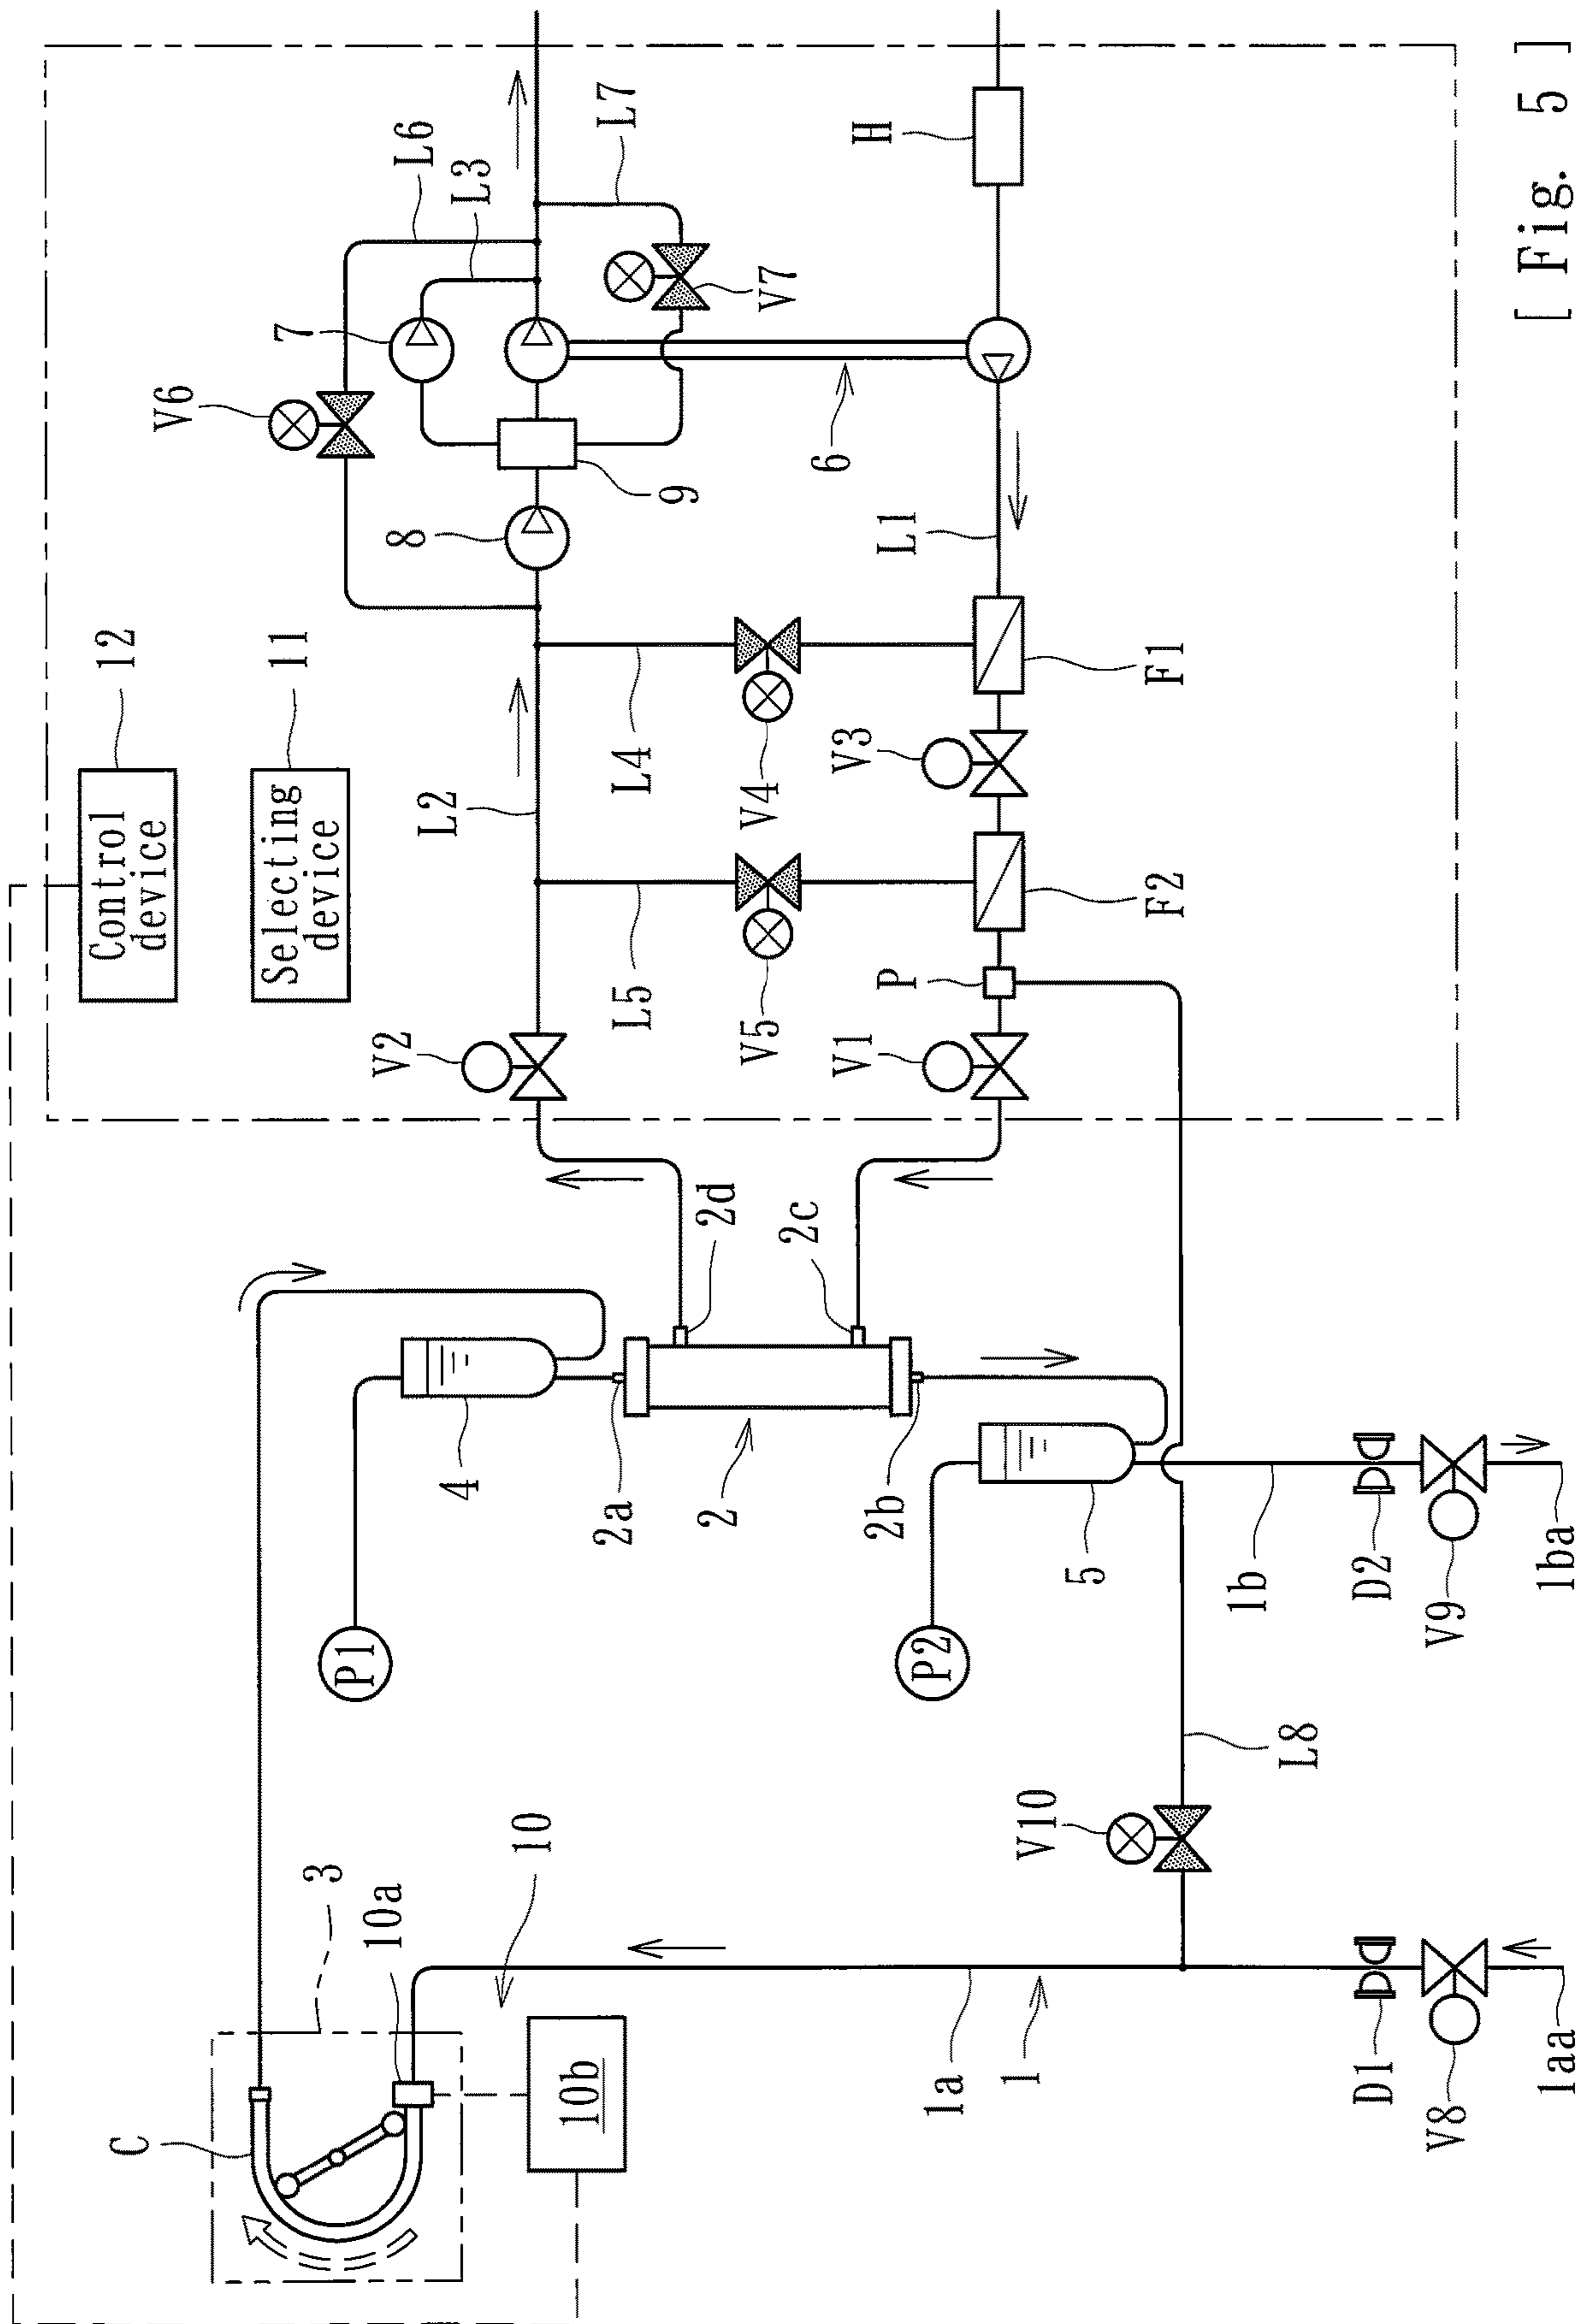 C
3
10a
10
10b
P1
4
2a
2
2d
2c
2b
P2
5
1b
D2
V9
1ba
V10
L8
1a
1
D1
V8
1aa
Control
device
12
Selecting
device
11
V2
L2
L5
V5
L4
V4
P
V1
F2
V3
F1
L1
V6
8
9
7
6
L6
L3
L7
V7
H
[ Fig. 5 ]